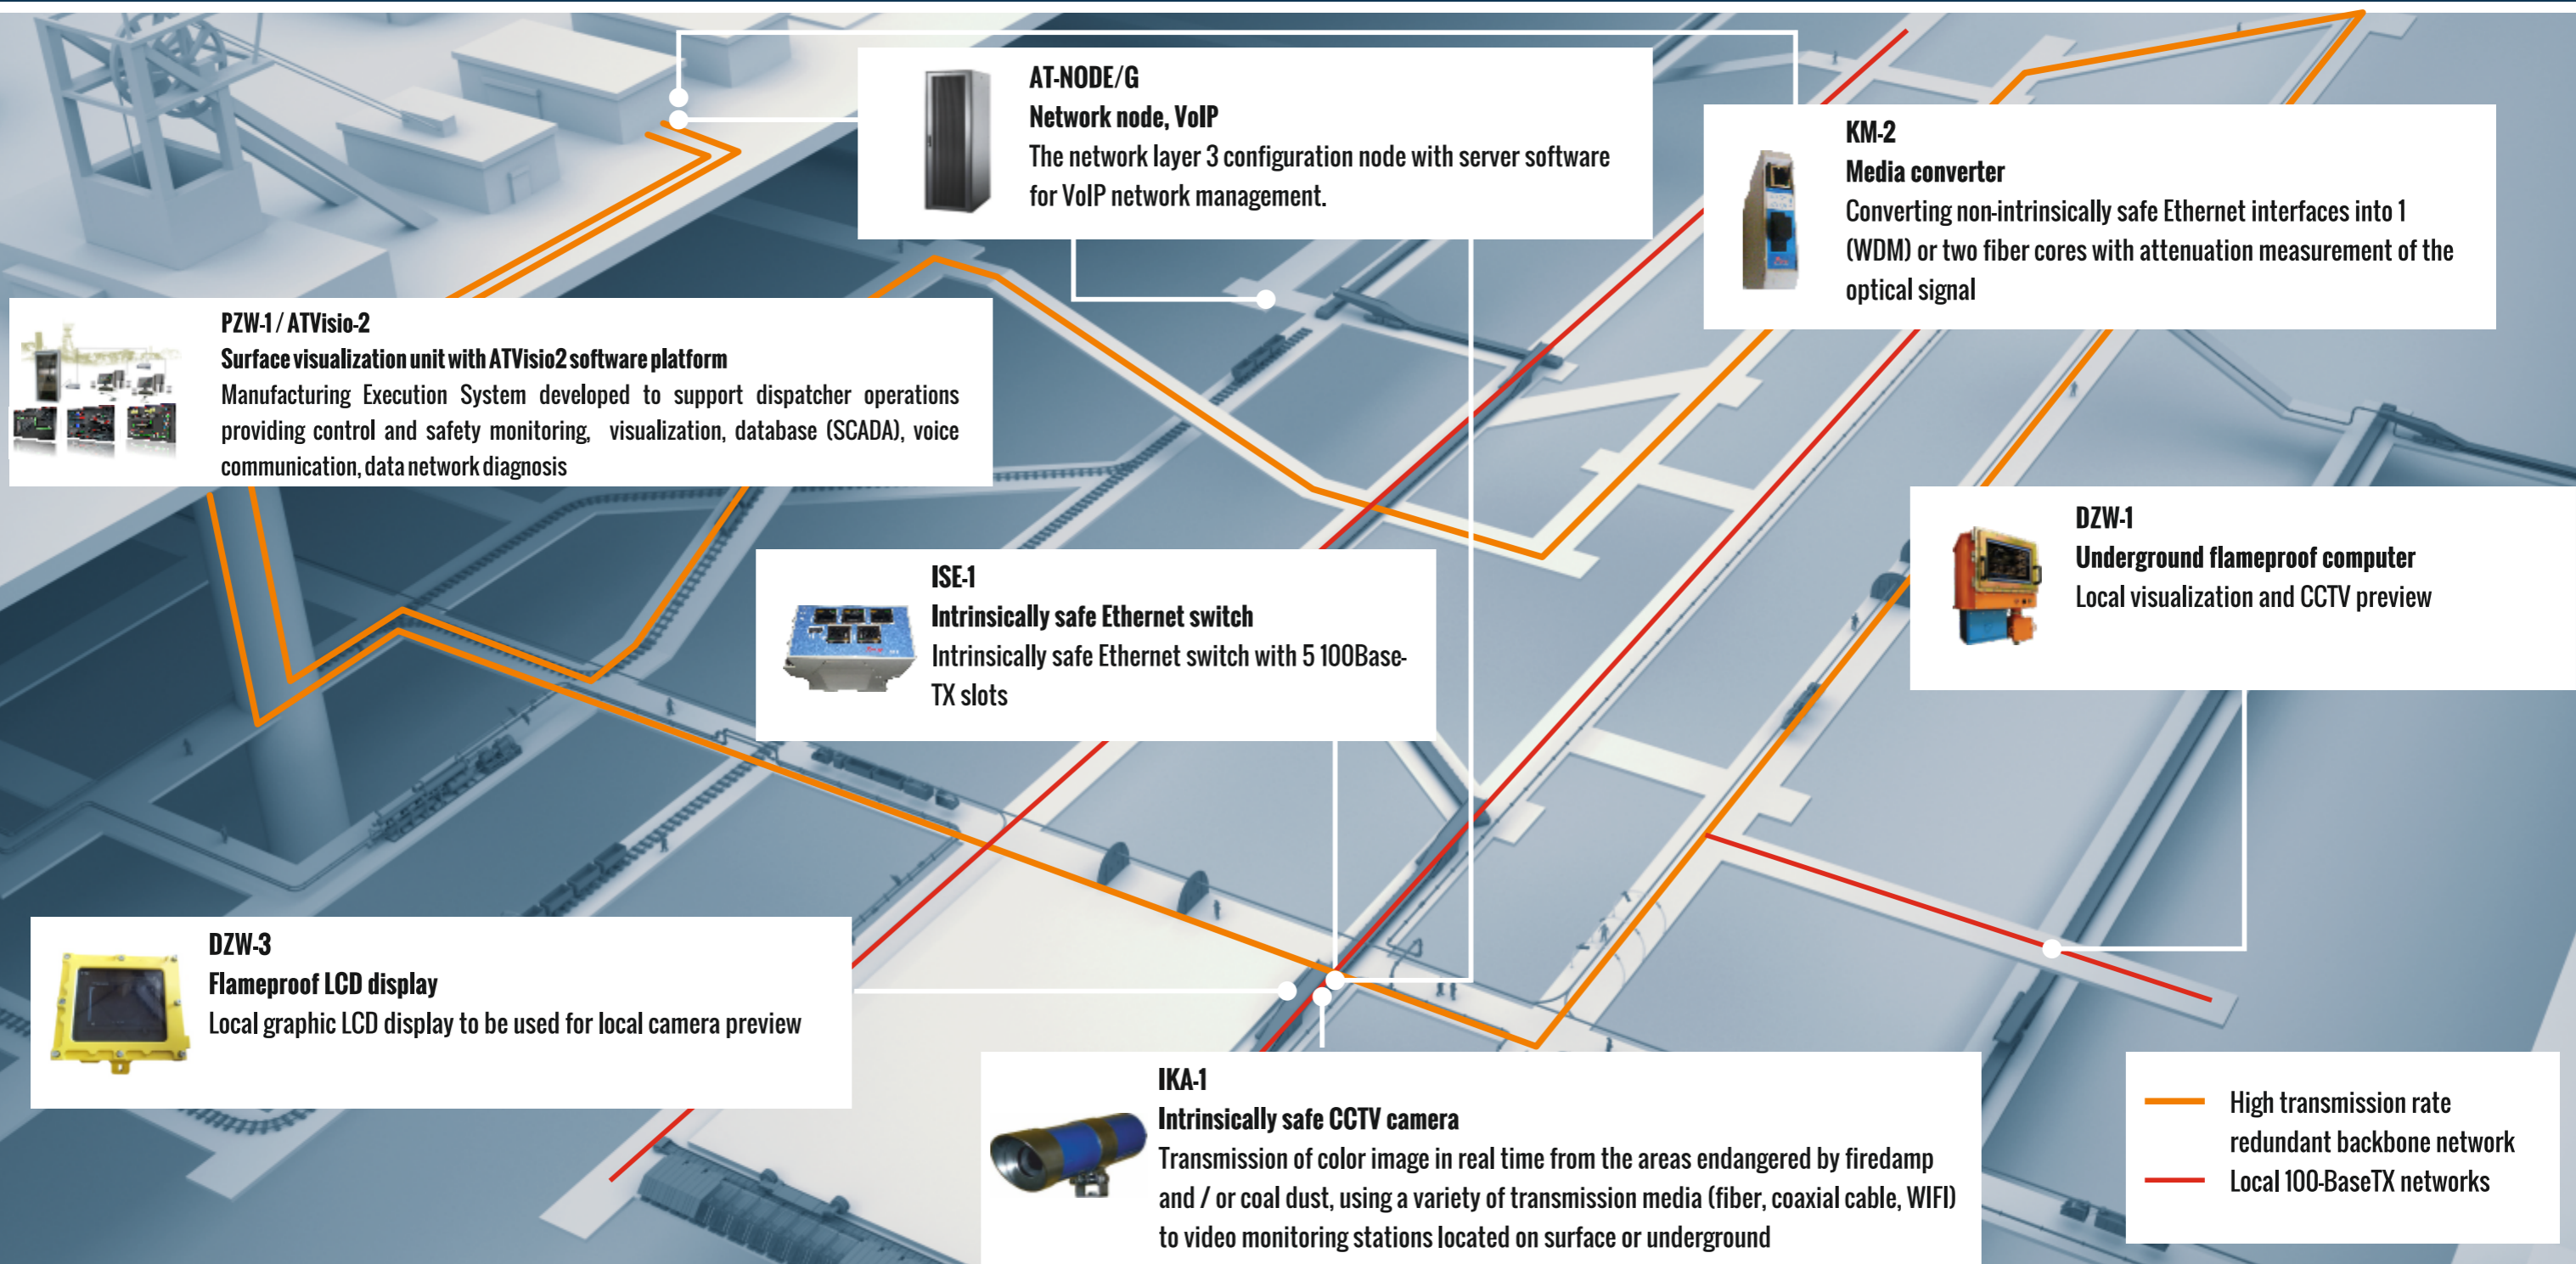 AT-NODE/G
Network node, VoIP
The network layer 3 configuration node with server software
for VoIP network management.
KM-2
Media converter
Converting non-intrinsically safe Ethernet interfaces into 1
(WDM) or two fiber cores with attenuation measurement of the
optical signal
PZW-1 / ATVisio-2
Surface visualization unit with ATVisio2 software platform
Manufacturing Execution System developed to support dispatcher operations
providing control and safety monitoring, visualization, database (SCADA), voice
communication, data network diagnosis
DZW-1
Underground flameproof computer
Local visualization and CCTV preview
ISE-1
Intrinsically safe Ethernet switch
Intrinsically safe Ethernet switch with 5 100Base-
TX slots
DZW-3
Flameproof LCD display
Local graphic LCD display to be used for local camera preview
IKA-1
Intrinsically safe CCTV camera
Transmission of color image in real time from the areas endangered by firedamp
and / or coal dust, using a variety of transmission media (fiber, coaxial cable, WIFI)
to video monitoring stations located on surface or underground
High transmission rate
redundant backbone network
Local 100-BaseTX networks